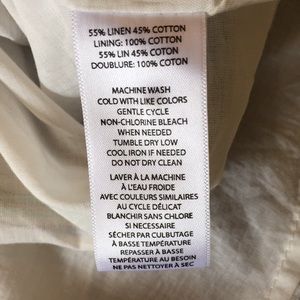 55% LINEN 45% COTTON
LINING: 100% COTTON
55% LIN 45% COTON
DOUBLURE: 100% COTON
MACHINE WASH
COLD WITH LIKE COLORS
GENTLE CYCLE
NON-CHLORINE BLEACH
WHEN NEEDED
TUMBLE DRY LOW
COOL IRON IF NEEDED
DO NOT DRY CLEAN
LAVER À LA MACHINE
À L'EAU FROIDE
AVEC COULEURS SIMILAIRES
AU CYCLE DÉLICAT
BLANCHIR SANS CHLORE
SI NECESSAIRE
SÉCHER PAR CULBUTAGE
À BASSE TEMPÉRATURE
REPASSER À BASSE
TEMPÉRATURE AU BESOIN
NE PAS NETTOYER À SEC